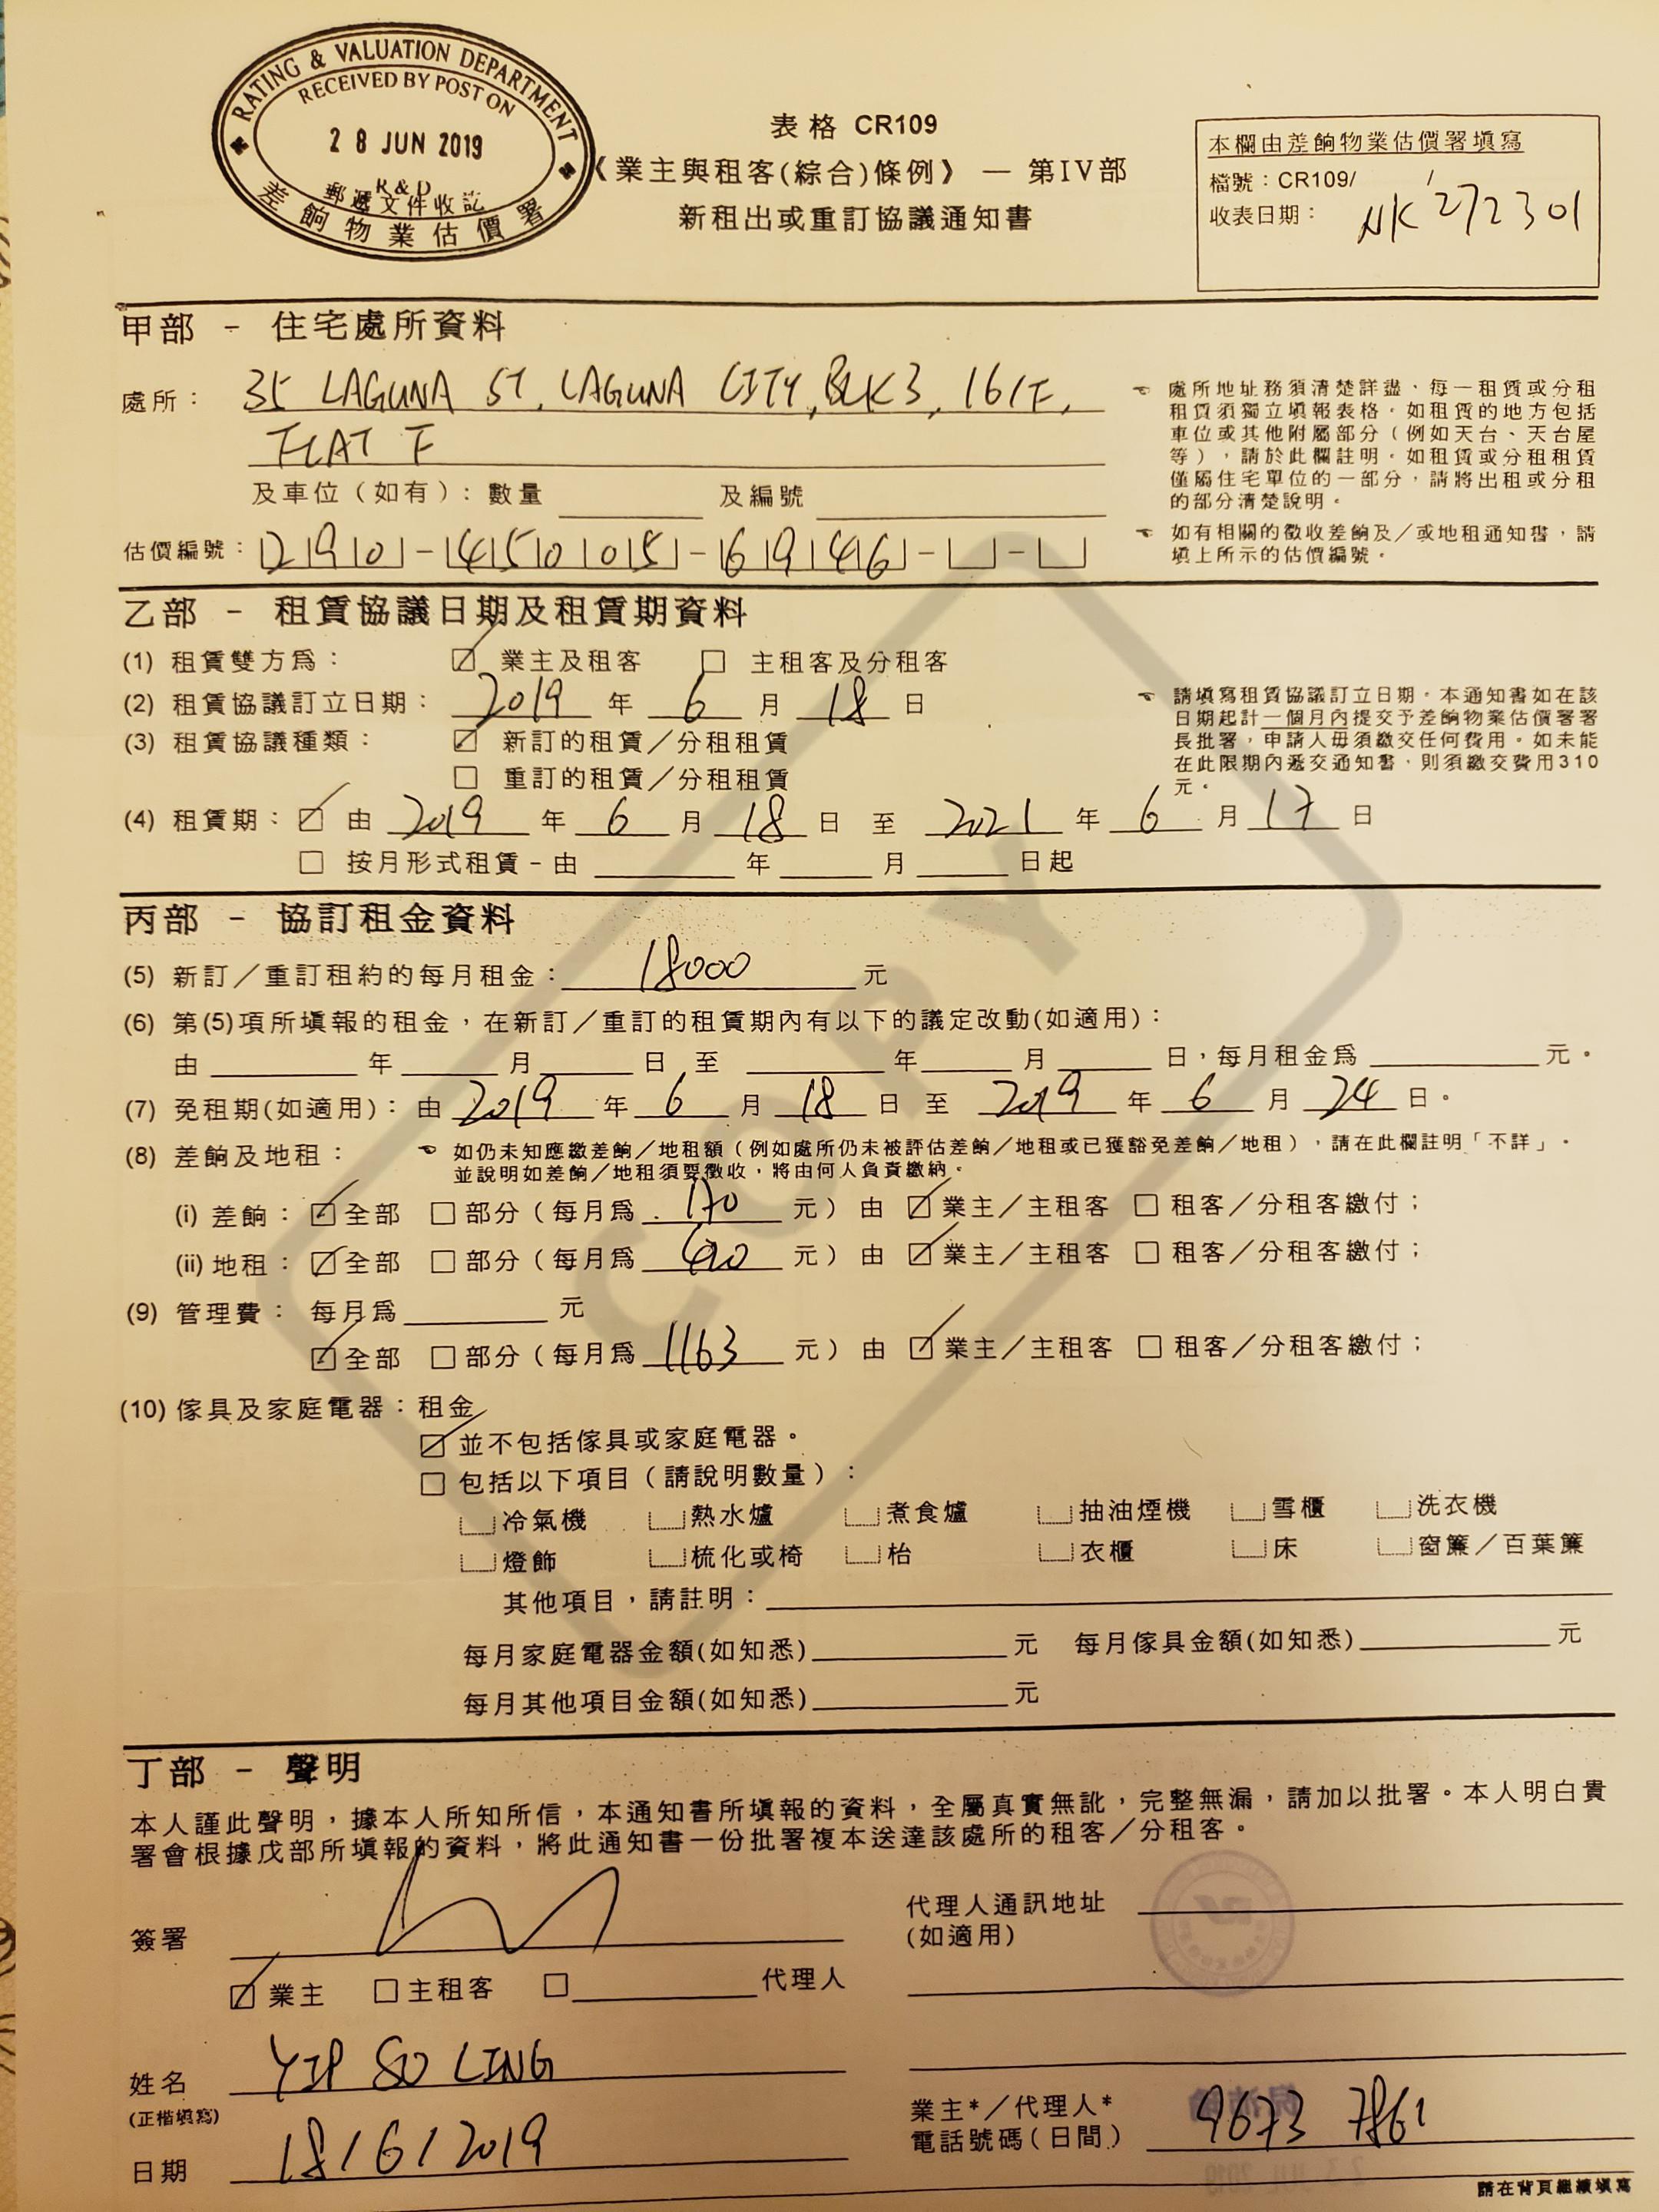 RATING & VALUATION DEPARTMENT
RECEIVED BY POST ON
28 JUN 2019
R&D
郵遞文件收訖
差餉物業估價署
表格 CR109
《業主與租客(綜合)條例》 — 第IV部
新租出或重訂協議通知書
本欄由差餉物業估價署填寫
檔號：CR109/ /
收表日期：
NK 272301
甲部 - 住宅處所資料
處所： 35 LAGUNA ST, LAGUNA CITY, BLK 3, 16/F,
FLAT F
及車位（如有）：數量 及編號
估價編號： 290-45005-6946- -
☜ 處所地址務須清楚詳盡，每一租賃或分租
租賃須獨立填報表格。如租賃的地方包括
車位或其他附屬部分（例如天台、天台屋
等），請於此欄註明。如租賃或分租租賃
僅屬住宅單位的一部分，請將出租或分租
的部分清楚說明。
☜ 如有相關的徵收差餉及／或地租通知書，請
填上所示的估價編號。
乙部 - 租賃協議日期及租賃期資料
(1) 租賃雙方為： ☑ 業主及租客 ☐ 主租客及分租客
(2) 租賃協議訂立日期： 2019 年 6 月 18 日
(3) 租賃協議種類： ☑ 新訂的租賃／分租租賃
☐ 重訂的租賃／分租租賃
☜ 請填寫租賃協議訂立日期。本通知書如在該
日期起計一個月內提交予差餉物業估價署署
長批署，申請人毋須繳交任何費用。如未能
在此限期內遞交通知書，則須繳交費用310
元。
(4) 租賃期： ☑ 由 2019 年 6 月 18 日 至 2021 年 6 月 17 日
☐ 按月形式租賃 - 由 年 月 日起
丙部 - 協訂租金資料
(5) 新訂／重訂租約的每月租金： 18000 元
(6) 第(5)項所填報的租金，在新訂／重訂的租賃期內有以下的議定改動(如適用)：
由 年 月 日 至 年 月 日，每月租金為 元。
(7) 免租期(如適用)： 由 2019 年 6 月 18 日 至 2019 年 6 月 24 日。
(8) 差餉及地租： ☜ 如仍未知應繳差餉／地租額（例如處所仍未被評估差餉／地租或已獲豁免差餉／地租），請在此欄註明「不詳」。
並說明如差餉／地租須要徵收，將由何人負責繳納。
(i) 差餉： ☑ 全部 ☐ 部分（每月為 170 元）由 ☑ 業主／主租客 ☐ 租客／分租客繳付；
(ii) 地租： ☑ 全部 ☐ 部分（每月為 元）由 ☑ 業主／主租客 ☐ 租客／分租客繳付；
(9) 管理費： 每月為 元
☑ 全部 ☐ 部分（每月為 1163 元）由 ☑ 業主／主租客 ☐ 租客／分租客繳付；
(10) 傢具及家庭電器：租金
☑ 並不包括傢具或家庭電器。
☐ 包括以下項目（請說明數量）：
冷氣機 熱水爐 煮食爐 抽油煙機 雪櫃 洗衣機
燈飾 梳化或椅 枱 衣櫃 床 窗簾／百葉簾
其他項目，請註明：
每月家庭電器金額(如知悉) 元 每月傢具金額(如知悉) 元
每月其他項目金額(如知悉) 元
COPY
丁部 - 聲明
本人謹此聲明，據本人所知所信，本通知書所填報的資料，全屬真實無訛，完整無漏，請加以批署。本人明白貴
署會根據戊部所填報的資料，將此通知書一份批署複本送達該處所的租客／分租客。
簽署
☑ 業主 ☐ 主租客 ☐ 代理人
代理人通訊地址
(如適用)
姓名 YIP SO LING
(正楷填寫)
日期 18/6/2019
業主*／代理人*
電話號碼（日間） 9673 7861
請在背頁繼續填寫